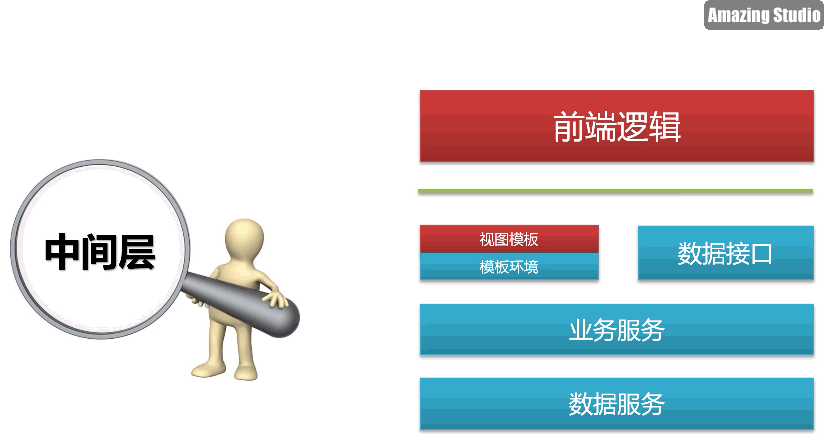 Amazing Studio
前端逻辑
中间层
视图模板
模板环境
数据接口
业务服务
数据服务